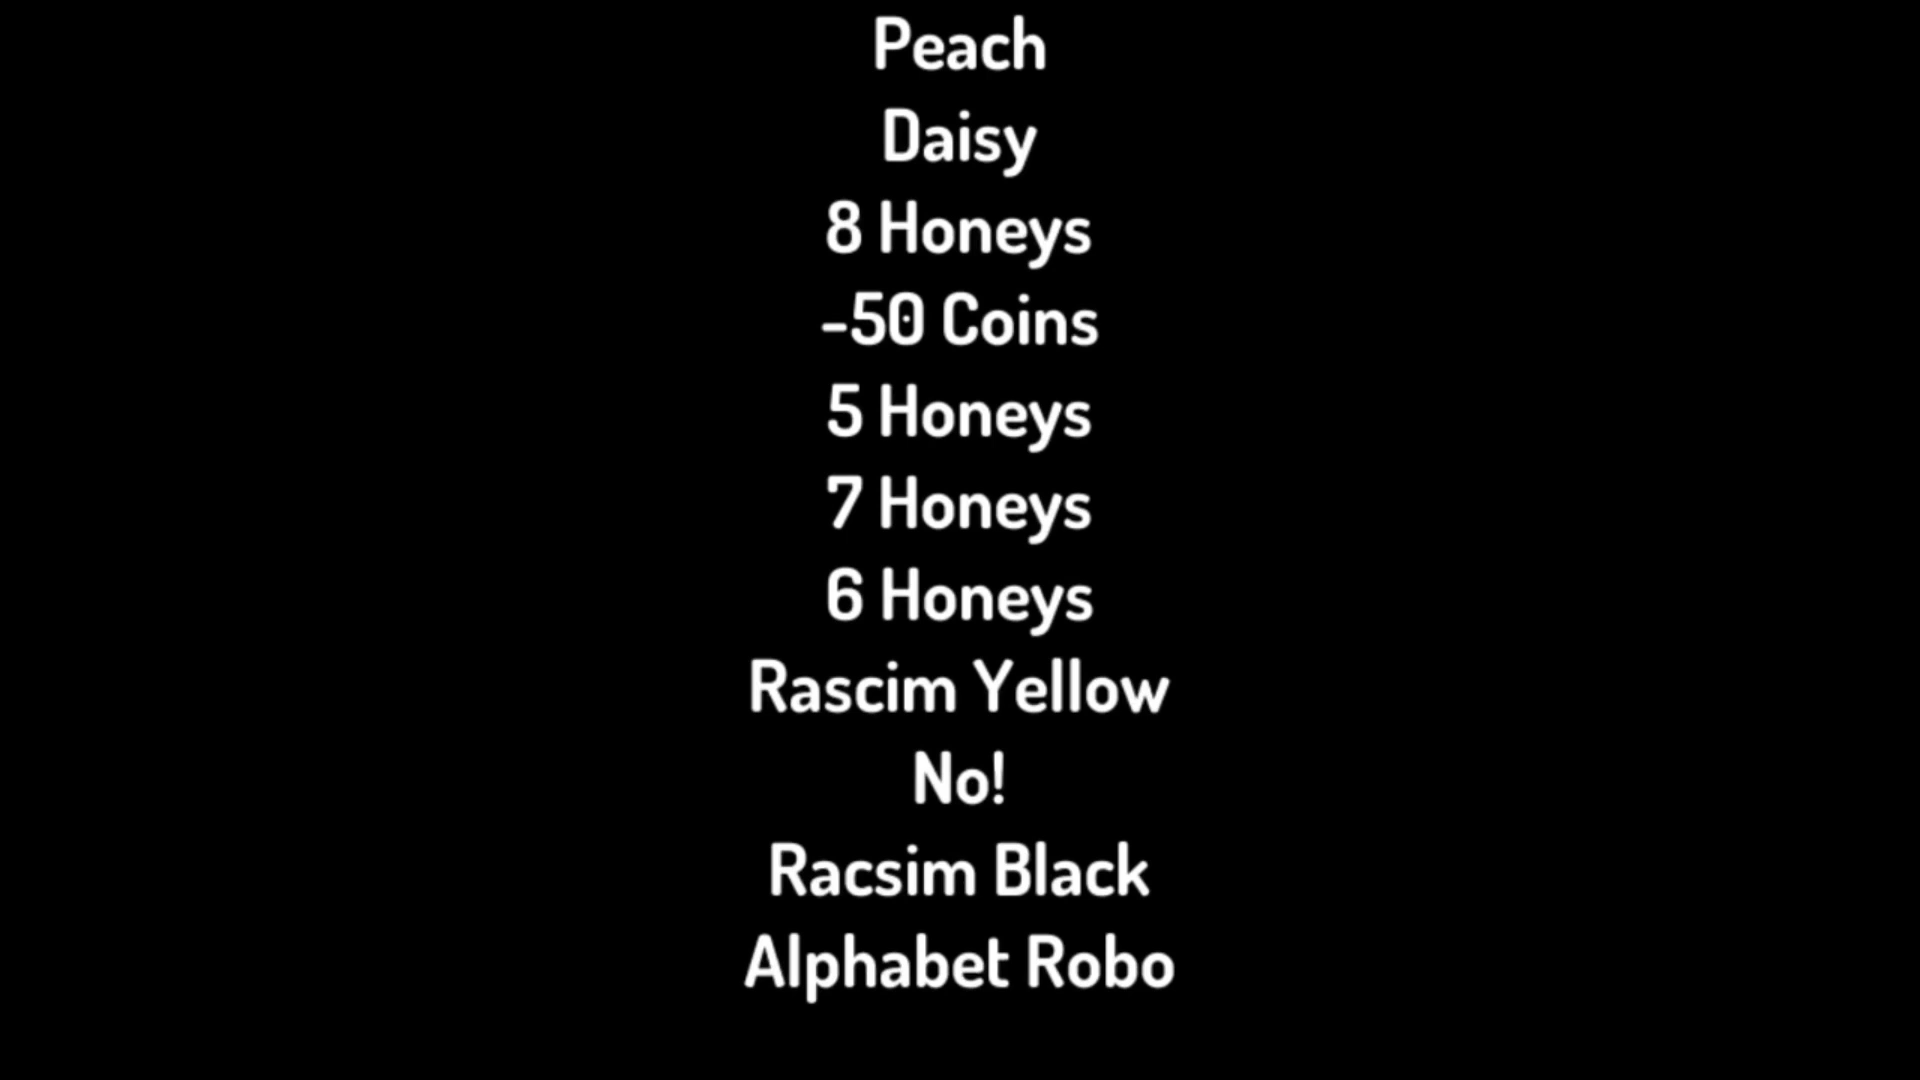 Peach
Daisy
8 Honeys
-50 Coins
5 Honeys
7 Honeys
6 Honeys
Rascim Yellow
No!
Racsim Black
Alphabet Robo